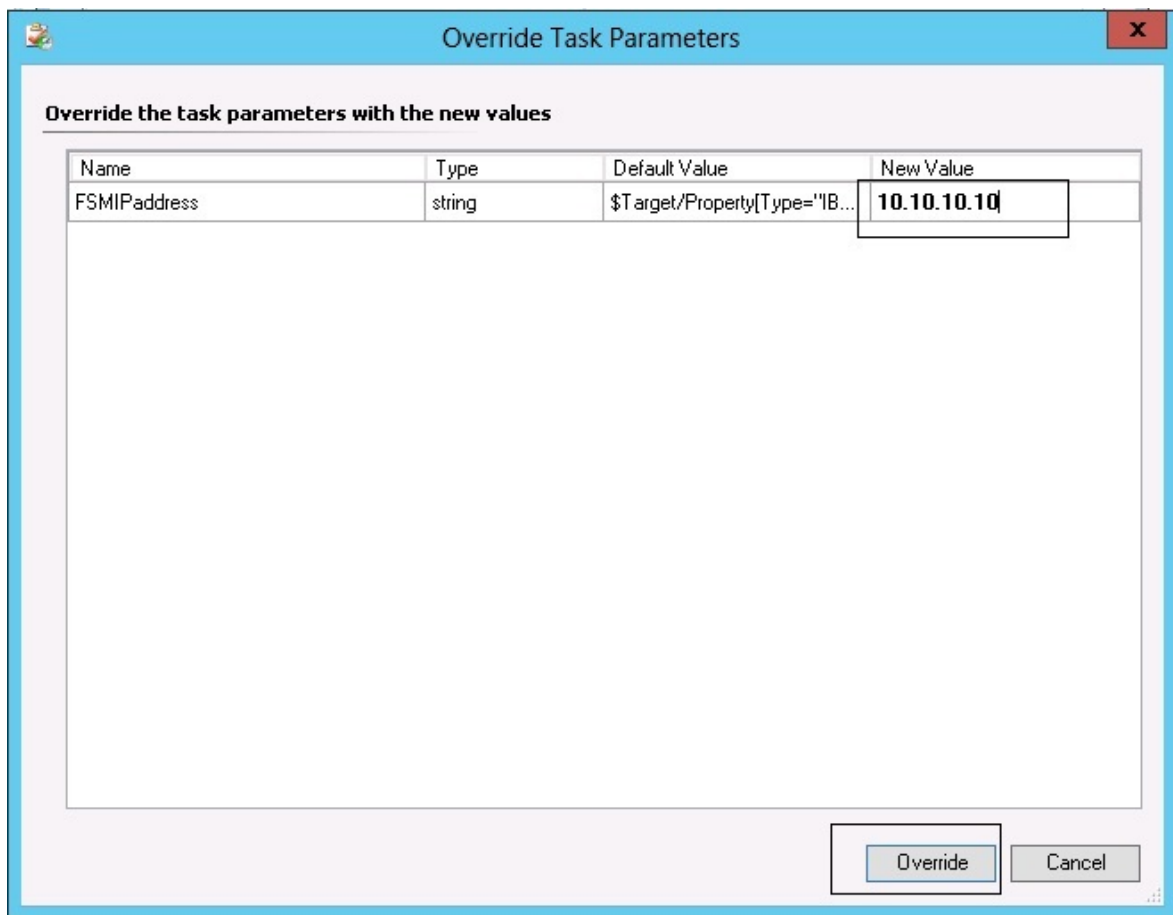 Override Task Parameters
x
Override the task parameters with the new values
Name Type Default Value New Value
FSMIPaddress string $Target/Property[Type="IB... 10.10.10.10
Override Cancel